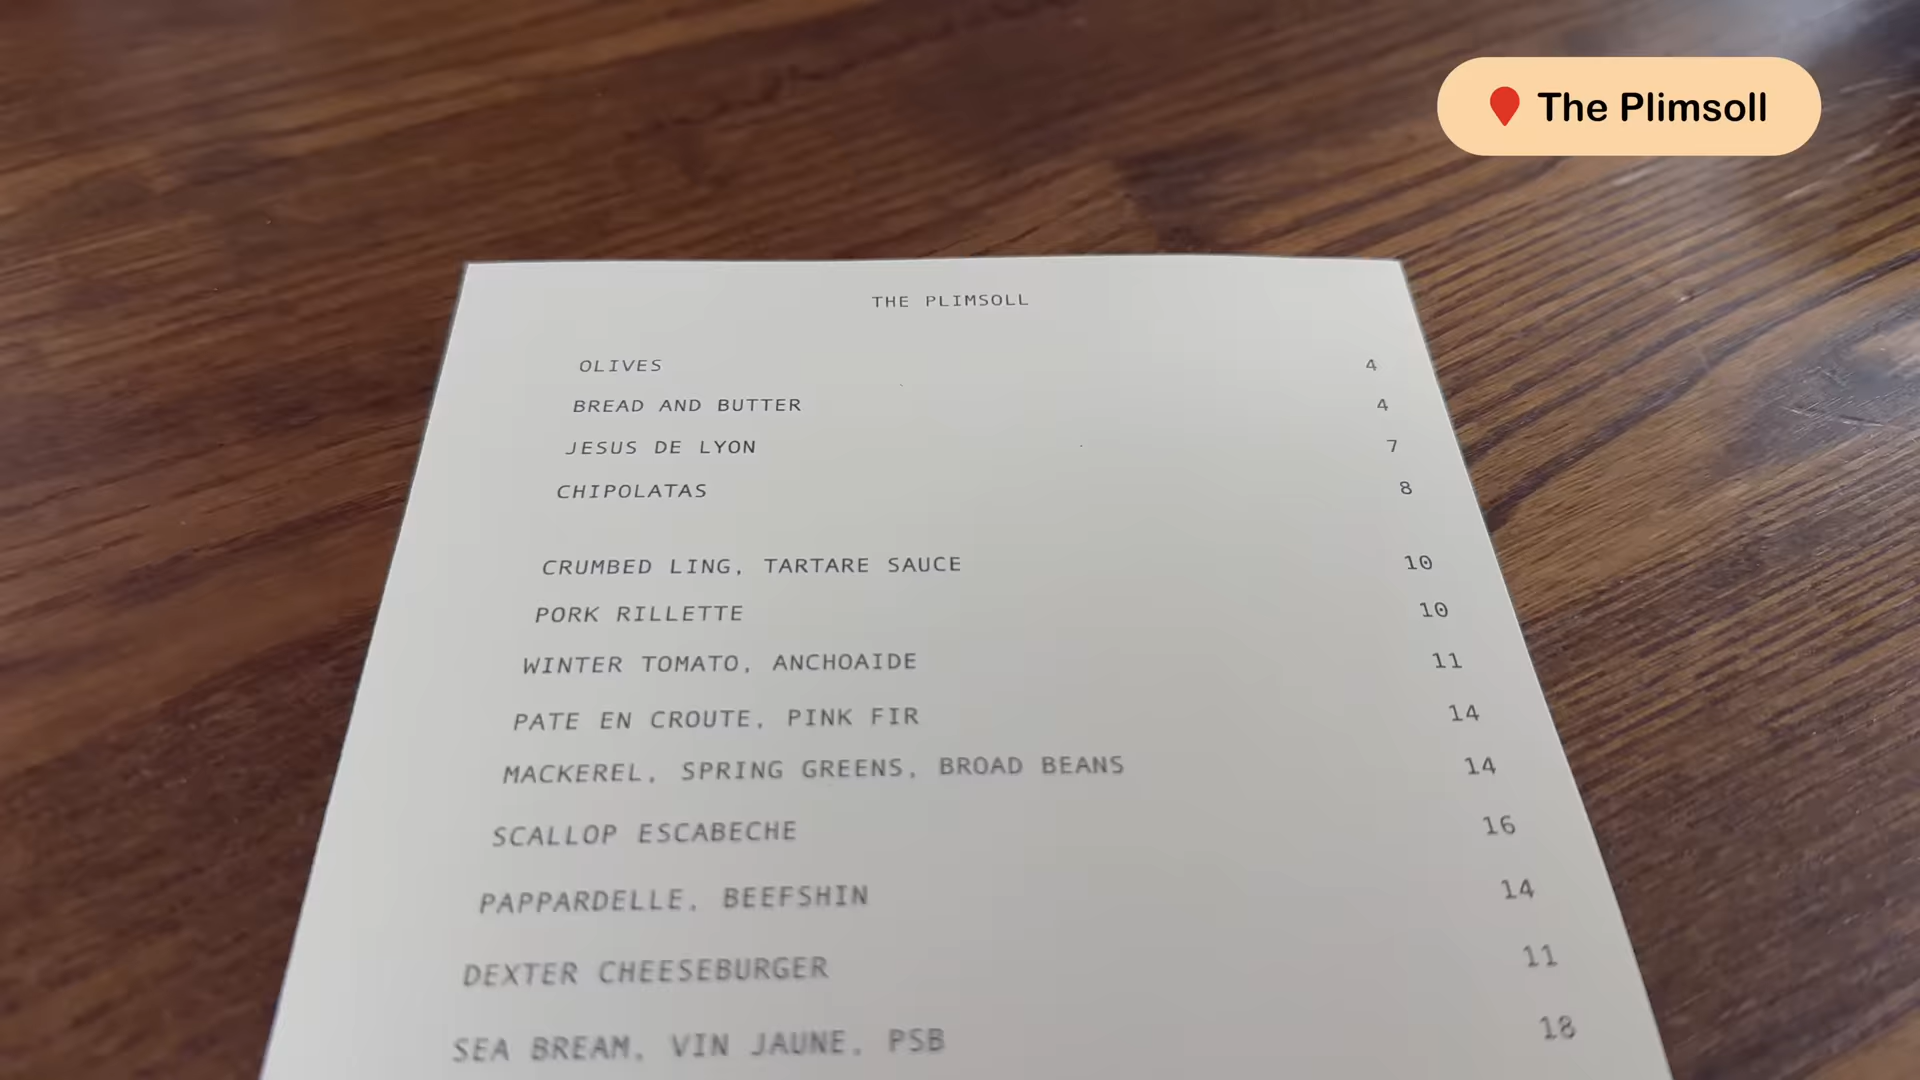 The Plimsoll
THE PLIMSOLL
OLIVES 4
BREAD AND BUTTER 4
JESUS DE LYON 7
CHIPOLATAS 8
CRUMBED LING, TARTARE SAUCE 10
PORK RILLETTE 10
WINTER TOMATO, ANCHOAIDE 11
PATE EN CROUTE, PINK FIR 14
MACKEREL, SPRING GREENS, BROAD BEANS 14
SCALLOP ESCABECHE 16
PAPPARDELLE, BEEFSHIN 14
DEXTER CHEESEBURGER 11
SEA BREAM, VIN JAUNE, PSB 18